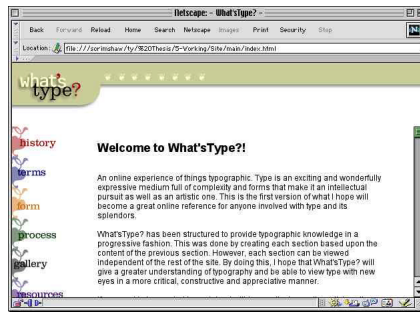 Netscape: - What'sType? -
Back Forward Reload Home Search Netscape Images Print Security Stop
Location: file:///sorimshaw/ty/%20Thesis/5-Vorking/Site/main/index.html
what's
type?
history
terms
form
process
gallery
resources
Welcome to What'sType?!
An online experience of things typographic. Type is an exciting and wonderfully
expressive medium full of complexity and forms that make it an intellectual
pursuit as well as an artistic one. This is the first version of what I hope will
become a great online reference for anyone involved with type and its
splendors.
What'sType? has been structured to provide typographic knowledge in a
progressive fashion. This was done by creating each section based upon the
content of the previous section. However, each section can be viewed
independent of the rest of the site. By doing this, I hope that What'sType? will
give a greater understanding of typography and be able to view type with new
eyes in a more critical, constructive and appreciative manner.